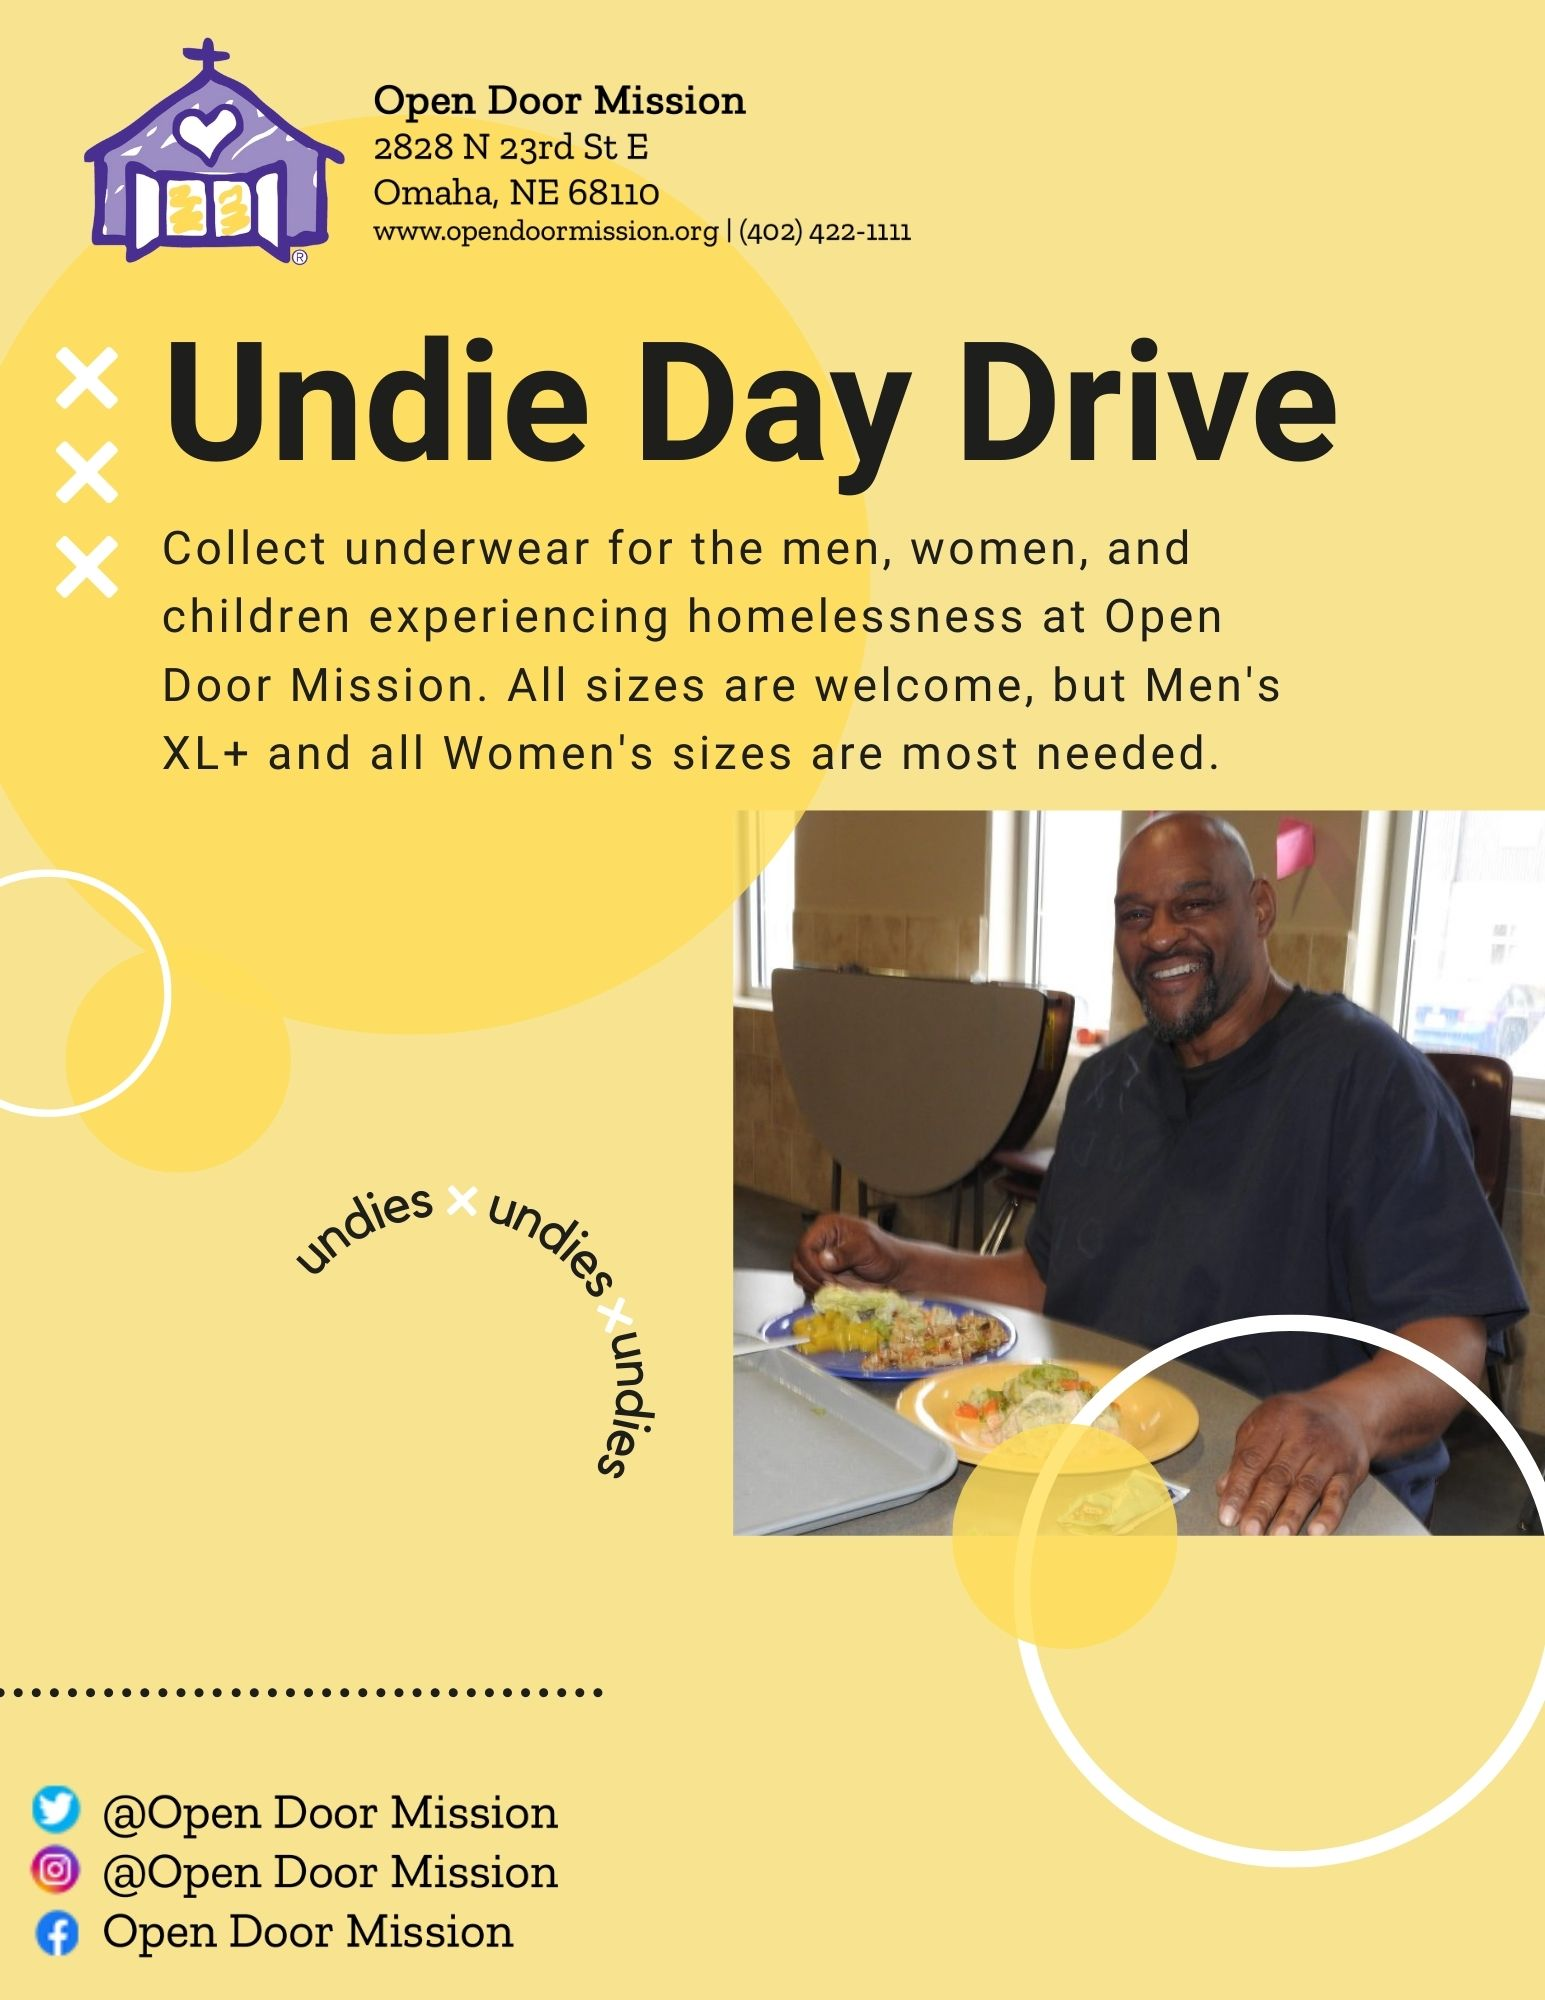 Open Door Mission
2828 N 23rd St E
Omaha, NE 68110
www.opendoormission.org | (402) 422-1111
®
Undie Day Drive
Collect underwear for the men, women, and
children experiencing homelessness at Open
Door Mission. All sizes are welcome, but Men's
XL+ and all Women's sizes are most needed.
undies × undies × undies
@Open Door Mission
@Open Door Mission
Open Door Mission